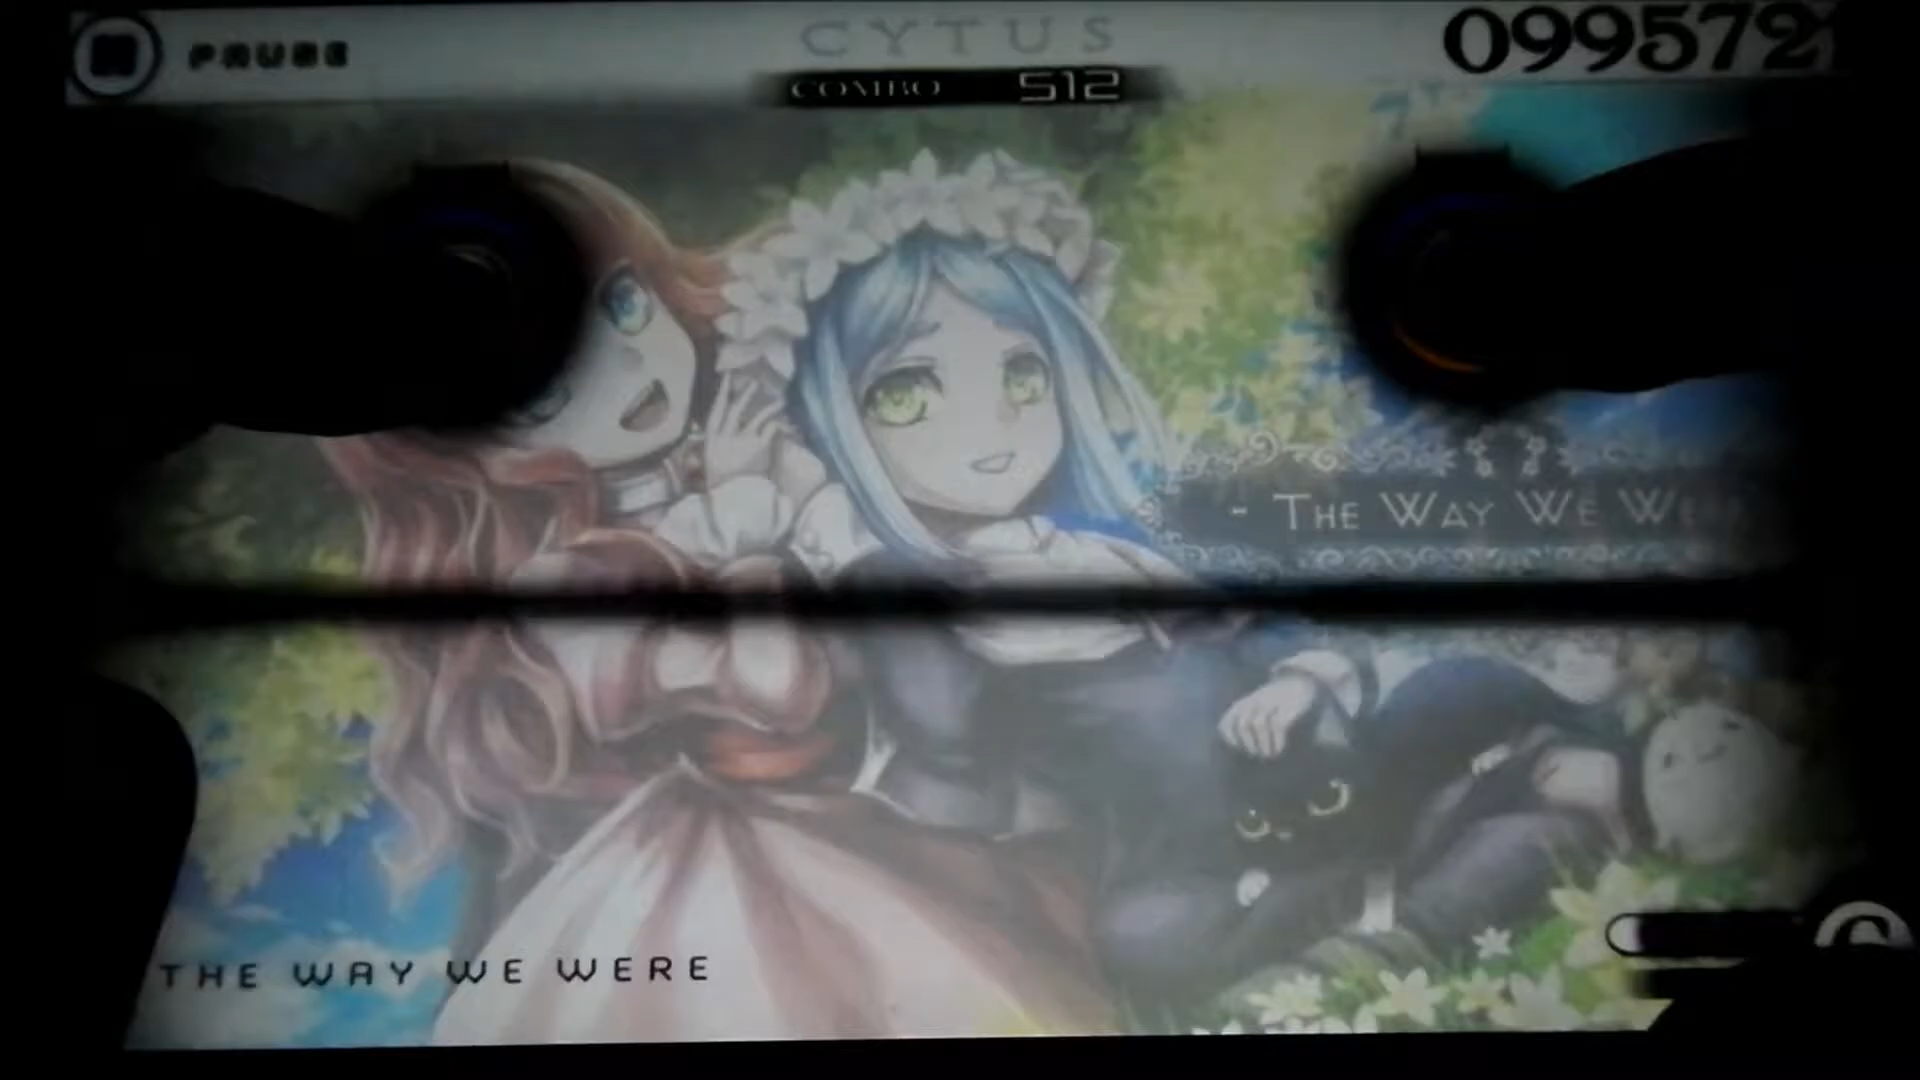 PAUSE
CYTUS
COMBO 512
099572
- THE WAY WE WE
THE WAY WE WERE